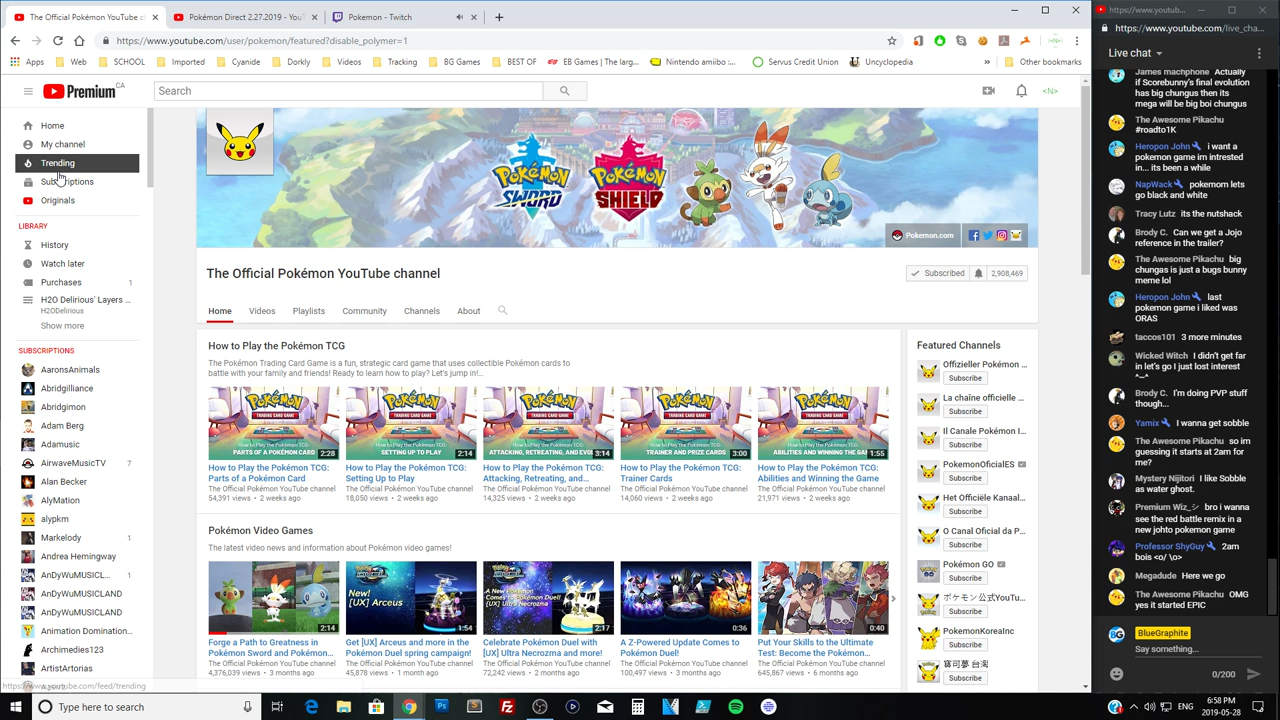 The Official Pokémon YouTube c
Pokémon Direct 2.27.2019 - You
Pokemon - Twitch
https://www.youtube.com/user/pokemon/featured?disable_polymer=1
Apps
Web
SCHOOL
Imported
Cyanide
Dorkly
Videos
Tracking
BG Games
BEST OF
EB Games | The larg...
Nintendo amiibo :...
Servus Credit Union
Uncyclopedia
»
Other bookmarks
Premium CA
Search
<N>
Home
My channel
Trending
Subscriptions
Originals
LIBRARY
History
Watch later
Purchases 1
H2O Delirious' Layers ...
H2ODelirious
Show more
SUBSCRIPTIONS
AaronsAnimals
Abridgilliance
Abridgimon
Adam Berg
Adamusic
AirwaveMusicTV 7
Alan Becker
AlyMation
alypkm
Markelody 1
Andrea Hemingway
AnDyWuMUSICL... 1
AnDyWuMUSICLAND
AnDyWuMUSICLAND
Animation Domination...
Archimedies123
ArtistArtorias
https://www.youtube.com/feed/trending
POKéMON SWORD
POKéMON SHIELD
Pokemon.com
The Official Pokémon YouTube channel
Subscribed 2,908,469
Home Videos Playlists Community Channels About
How to Play the Pokémon TCG
The Pokémon Trading Card Game is a fun, strategic card game that uses collectible Pokémon cards to
battle with your family and friends! Ready to learn how to play? Let's jump in!...
2:28
How to Play the Pokémon TCG:
Parts of a Pokémon Card
The Official Pokémon YouTube channel
54,391 views • 2 weeks ago
2:14
How to Play the Pokémon TCG:
Setting Up to Play
The Official Pokémon YouTube channel
18,050 views • 2 weeks ago
3:14
How to Play the Pokémon TCG:
Attacking, Retreating, and...
The Official Pokémon YouTube channel
14,325 views • 2 weeks ago
3:00
How to Play the Pokémon TCG:
Trainer Cards
The Official Pokémon YouTube channel
14,060 views • 2 weeks ago
1:55
How to Play the Pokémon TCG:
Abilities and Winning the Game
The Official Pokémon YouTube channel
21,971 views • 2 weeks ago
Pokémon Video Games
The latest video news and information about Pokémon video games!
2:14
Forge a Path to Greatness in
Pokémon Sword and Pokémon...
The Official Pokémon YouTube channel
4,376,039 views • 3 months ago
New!
[UX] Arceus
1:54
Get [UX] Arceus and more in the
Pokémon Duel spring campaign!
The Official Pokémon YouTube channel
45,878 views • 1 month ago
2:17
Celebrate Pokémon Duel with
[UX] Ultra Necrozma and more!
The Official Pokémon YouTube channel
72,242 views • 2 months ago
0:36
A Z-Powered Update Comes to
Pokémon Duel!
The Official Pokémon YouTube channel
100,497 views • 3 months ago
0:40
Put Your Skills to the Ultimate
Test: Become the Pokémon...
The Official Pokémon YouTube channel
645,867 views • 6 months ago
Featured Channels
Offizieller Pokémon ...
Subscribe
La chaîne officielle ...
Subscribe
Il Canale Pokémon I...
Subscribe
PokemonOficialES
Subscribe
Het Officiële Kanaal...
Subscribe
O Canal Oficial da P...
Subscribe
Pokémon GO
Subscribe
ポケモン公式YouTu...
Subscribe
PokemonKoreaInc
Subscribe
寶可夢 台灣
Subscribe
https://www.youtub...
https://www.youtube.com/live_cha...
Live chat
James machphone Actually
if Scorebunny's final evolution
has big chungus then its
mega will be big boi chungus
The Awesome Pikachu
#roadto1K
Heropon John i want a
pokemon game im intrested
in... its been a while
NapWack pokemom lets
go black and white
Tracy Lutz its the nutshack
Brody C. Can we get a Jojo
reference in the trailer?
The Awesome Pikachu big
chungas is just a bugs bunny
meme lol
Heropon John last
pokemon game i liked was
ORAS
taccos101 3 more minutes
Wicked Witch I didn't get far
in let's go I just lost interest
^~^
Brody C. I'm doing PVP stuff
though...
Yamix I wanna get sobble
The Awesome Pikachu so im
guessing it starts at 2am for
me?
Mystery Nijitori I like Sobble
as water ghost.
Premium Wiz_シ bro i wanna
see the red battle remix in a
new johto pokemon game
Professor ShyGuy 2am
bois <o/ \o>
Megadude Here we go
The Awesome Pikachu OMG
yes it started EPIC
BlueGraphite
Say something...
0/200
Type here to search
ENG
6:58 PM
2019-05-28